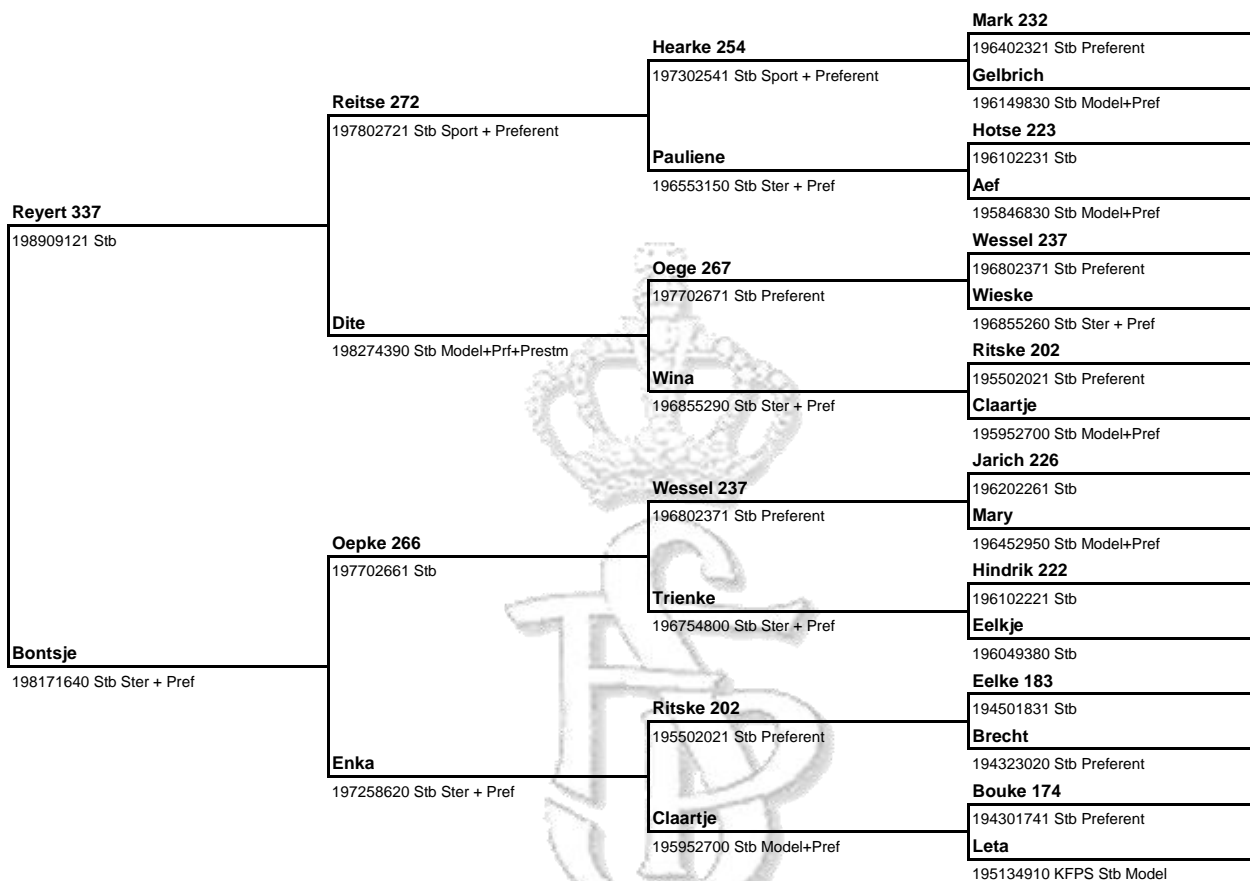 Mark 232
Hearke 254
196402321 Stb Preferent
197302541 Stb Sport + Preferent
Gelbrich
Reitse 272
196149830 Stb Model+Pref
197802721 Stb Sport + Preferent
Hotse 223
Pauliene
196102231 Stb
196553150 Stb Ster + Pref
Aef
Reyert 337
195846830 Stb Model+Pref
198909121 Stb
Wessel 237
Oege 267
196802371 Stb Preferent
197702671 Stb Preferent
Wieske
Dite
196855260 Stb Ster + Pref
198274390 Stb Model+Prf+Prestm
Ritske 202
Wina
195502021 Stb Preferent
196855290 Stb Ster + Pref
Claartje
195952700 Stb Model+Pref
Jarich 226
Wessel 237
196202261 Stb
196802371 Stb Preferent
Mary
Oepke 266
196452950 Stb Model+Pref
197702661 Stb
Hindrik 222
Trienke
196102221 Stb
196754800 Stb Ster + Pref
Eelkje
Bontsje
196049380 Stb
198171640 Stb Ster + Pref
Eelke 183
Ritske 202
194501831 Stb
195502021 Stb Preferent
Brecht
Enka
194323020 Stb Preferent
197258620 Stb Ster + Pref
Bouke 174
Claartje
194301741 Stb Preferent
195952700 Stb Model+Pref
Leta
195134910 KFPS Stb Model